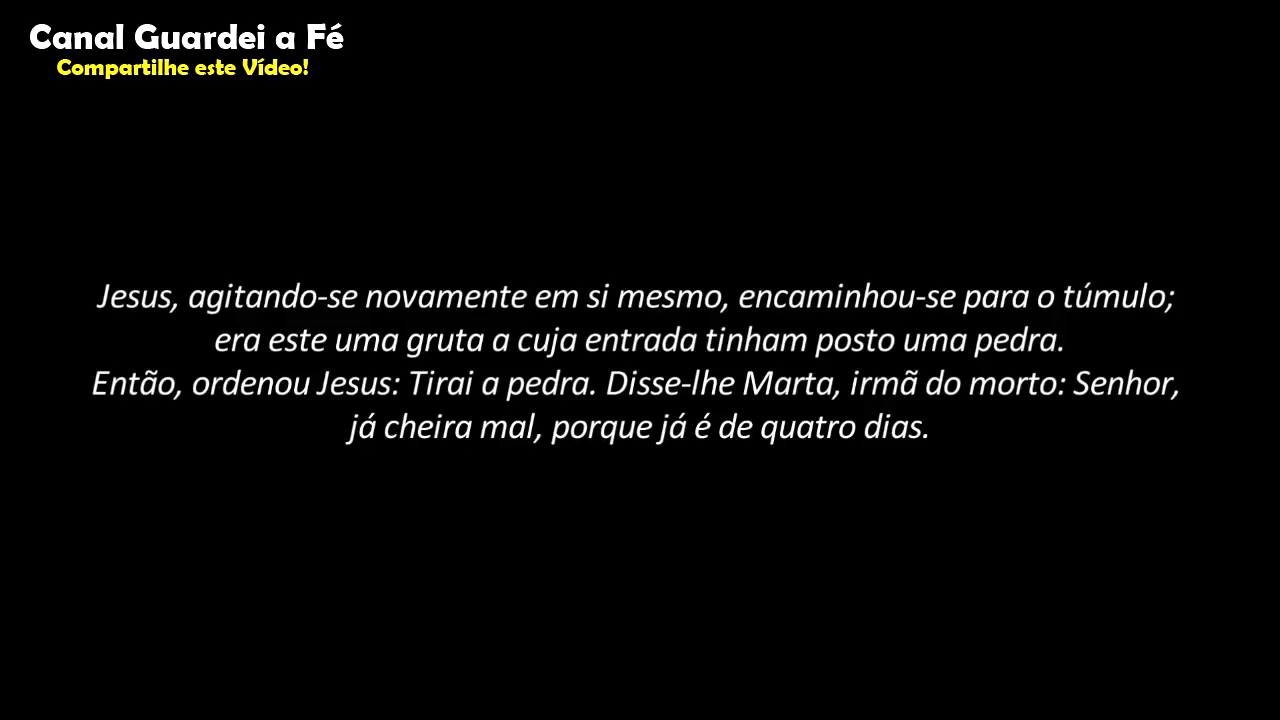 Canal Guardei a Fé
Compartilhe este Vídeo!
Jesus, agitando-se novamente em si mesmo, encaminhou-se para o túmulo;
era este uma gruta a cuja entrada tinham posto uma pedra.
Então, ordenou Jesus: Tirai a pedra. Disse-lhe Marta, irmã do morto: Senhor,
já cheira mal, porque já é de quatro dias.